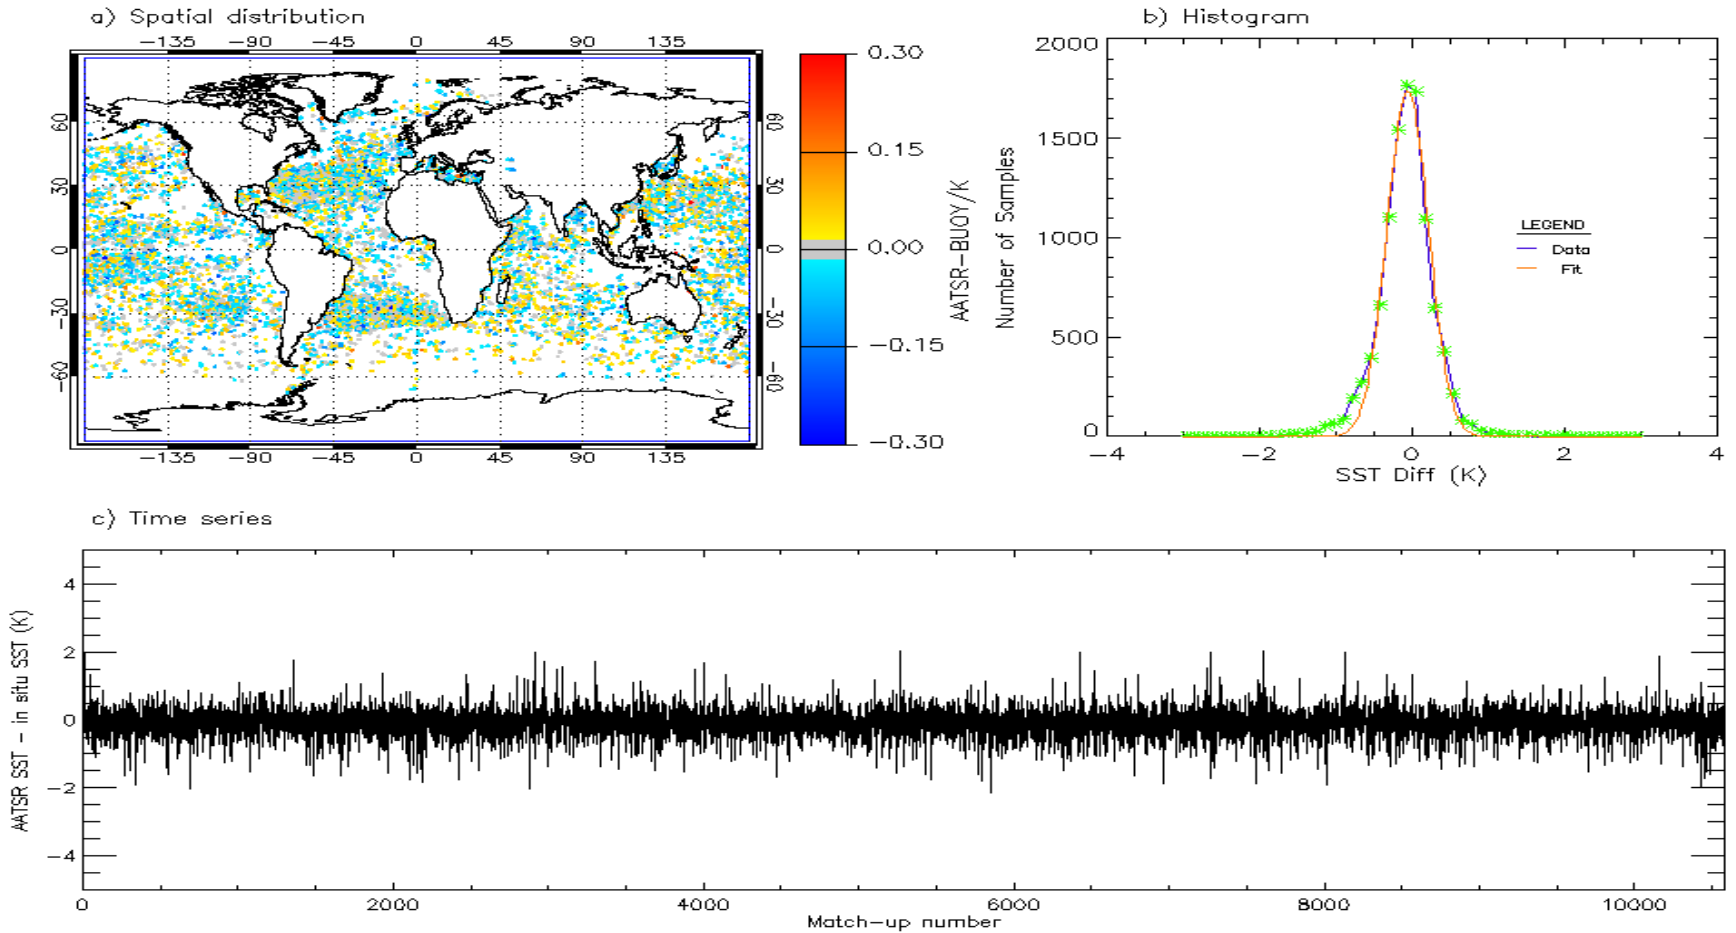 a) Spatial distribution
−135 −90 −45 0 45 90 135
60 30 0 −30 −60
60 30 0 −30 −60
−135 −90 −45 0 45 90 135
0.30
0.15
0.00
−0.15
−0.30
AATSR−BUOY/K
b) Histogram
Number of Samples
2000
1500
1000
500
0
−4 −2 0 2 4
SST Diff (K)
LEGEND
Data
Fit
c) Time series
AATSR SST − in situ SST (K)
4
2
0
−2
−4
0 2000 4000 6000 8000 10000
Match−up number